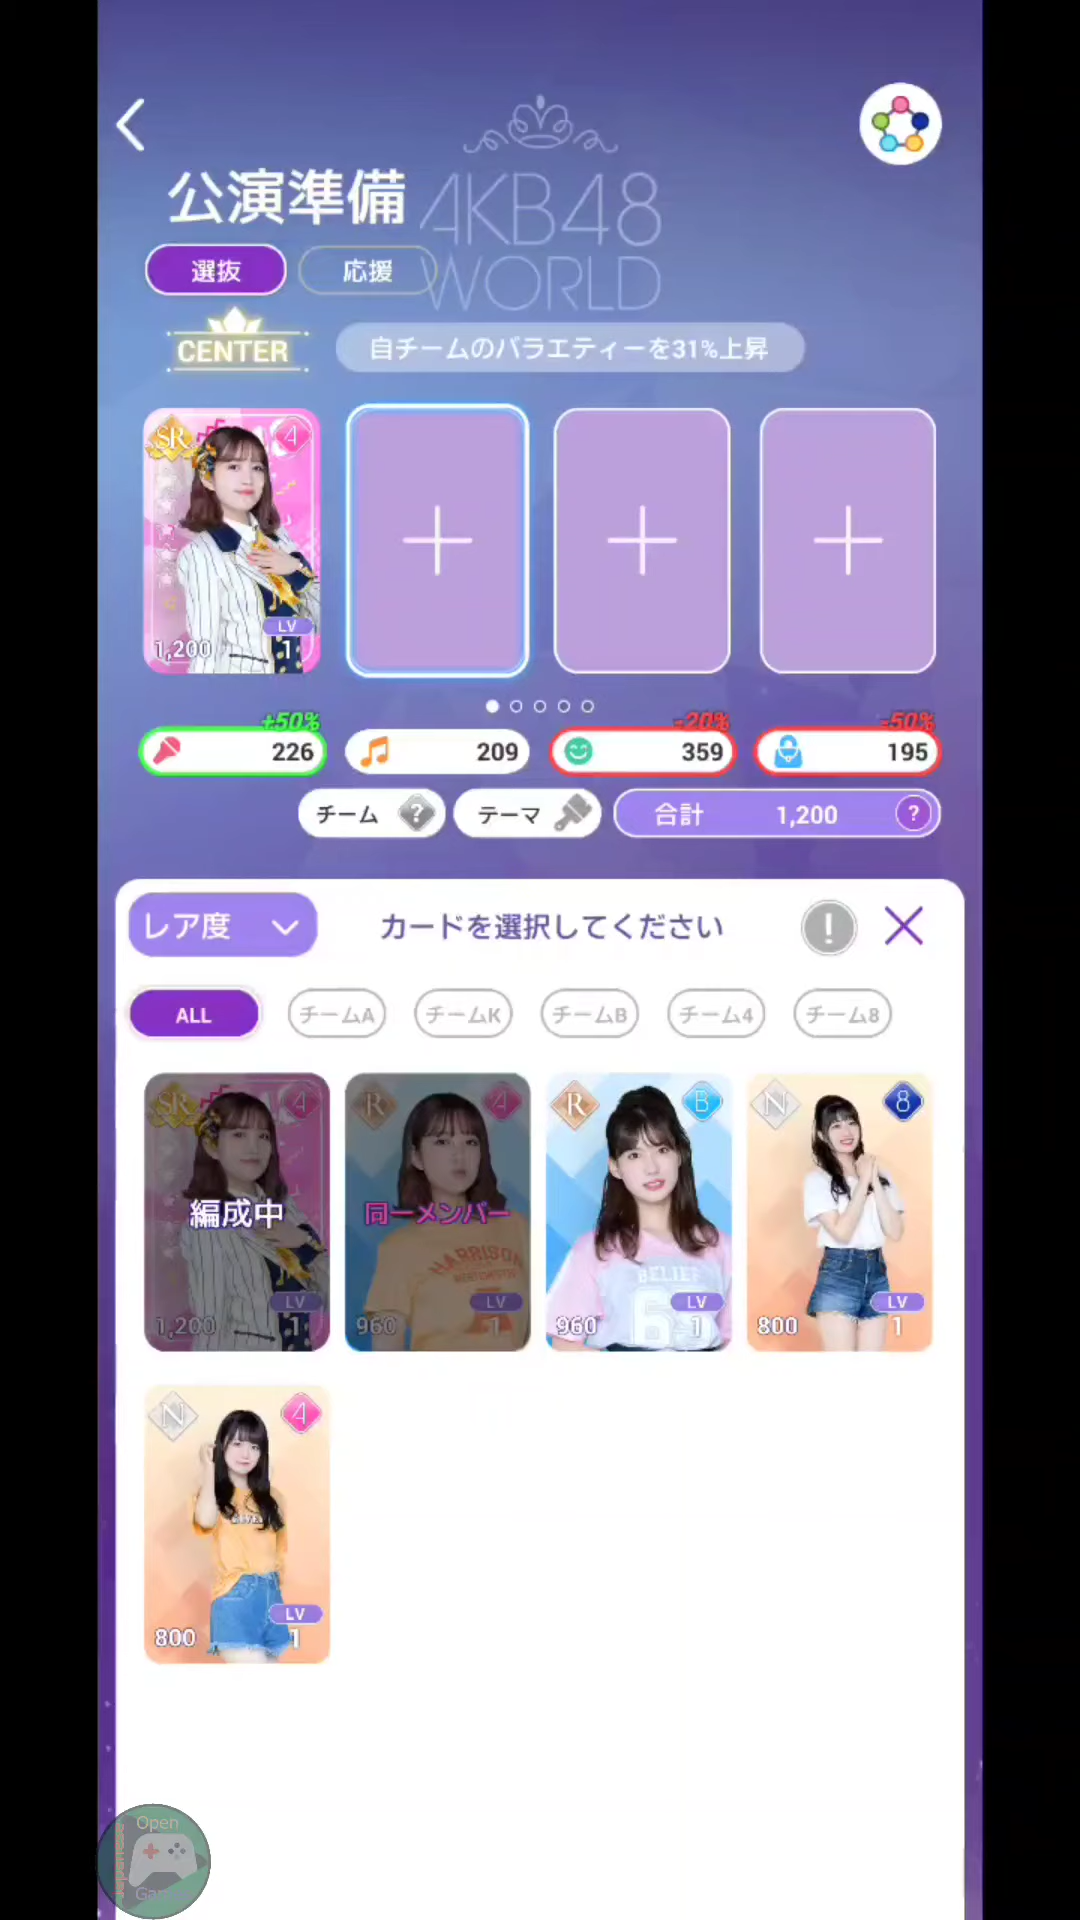 公演準備
AKB48
WORLD
選抜
応援
CENTER
自チームのバラエティーを31%上昇
SR
4
LV
1,200
1
+50%
-20%
-50%
226
209
359
195
チーム
?
テーマ
合計
1,200
?
レア度
カードを選択してください
!
ALL
チームA
チームK
チームB
チーム4
チーム8
SR
4
R
4
R
B
N
8
編成中
同一メンバー
HARRISON
BELIEF
6
LV
LV
LV
LV
1,200
1
960
1
960
1
800
1
N
4
LV
800
1
Open
Japanese
Game